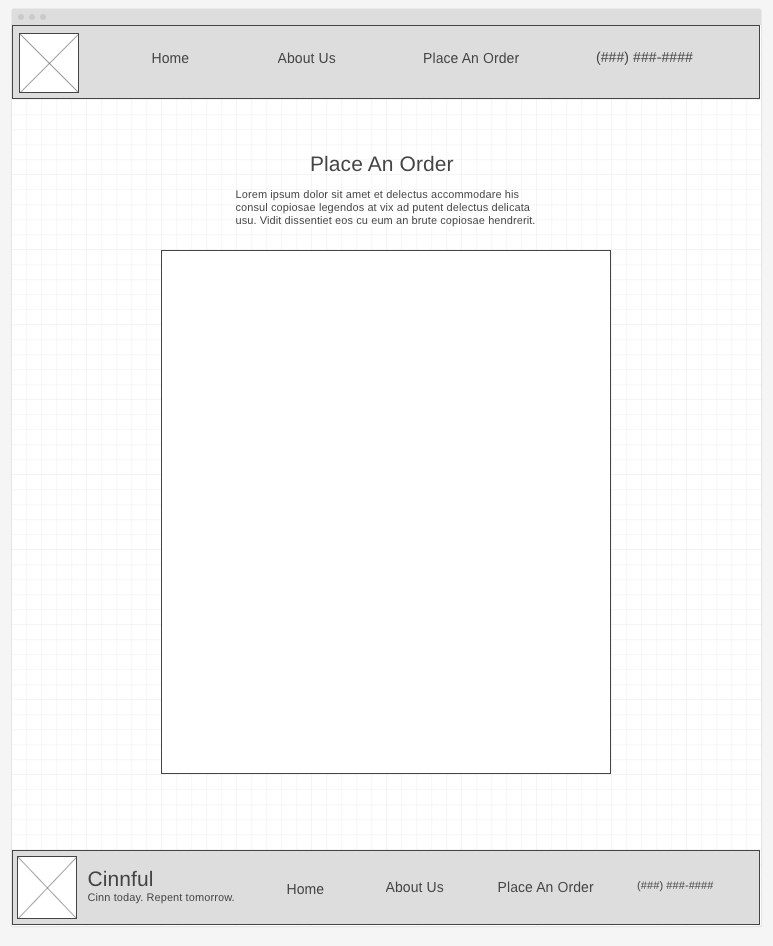 Home
About Us
Place An Order
(###) ###-####
Place An Order
Lorem ipsum dolor sit amet et delectus accommodare his
consul copiosae legendos at vix ad putent delectus delicata
usu. Vidit dissentiet eos cu eum an brute copiosae hendrerit.
Cinnful
Cinn today. Repent tomorrow.
Home
About Us
Place An Order
(###) ###-####